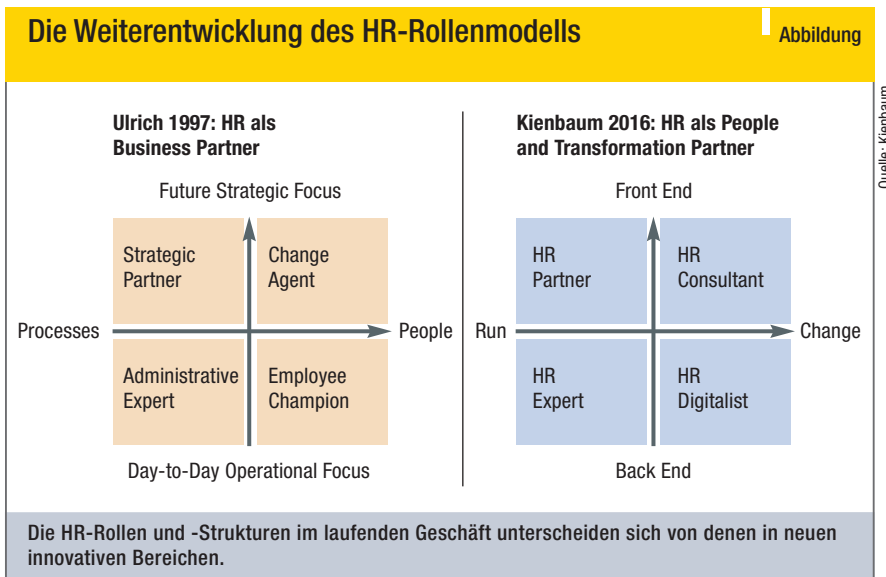 Die Weiterentwicklung des HR-Rollenmodells
Abbildung
Quelle: Kienbaum
Ulrich 1997: HR als
Business Partner
Future Strategic Focus
Strategic
Partner
Change
Agent
Processes
People
Administrative
Expert
Employee
Champion
Day-to-Day Operational Focus
Kienbaum 2016: HR als People
and Transformation Partner
Front End
HR
Partner
HR
Consultant
Run
Change
HR
Expert
HR
Digitalist
Back End
Die HR-Rollen und -Strukturen im laufenden Geschäft unterscheiden sich von denen in neuen
innovativen Bereichen.